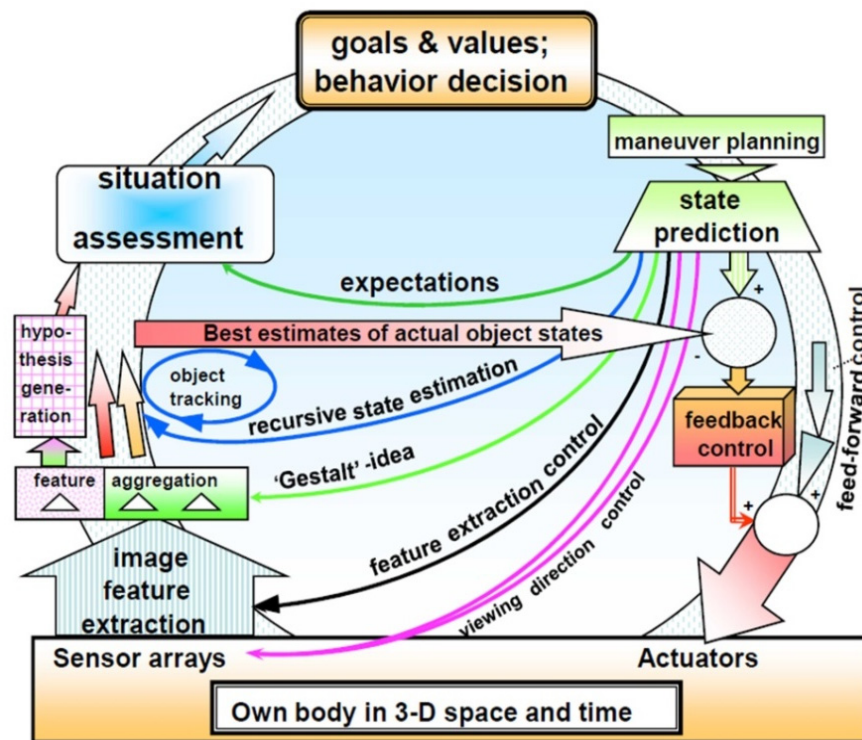 goals & values;
behavior decision
maneuver planning
situation
assessment
state
prediction
expectations
+
hypo-
thesis
gene-
ration
Best estimates of actual object states
-
object
tracking
recursive state estimation
feed-forward control
feedback
control
feature aggregation
'Gestalt'-idea
feature extraction control
+
+
image
feature
extraction
viewing direction control
Sensor arrays
Actuators
Own body in 3-D space and time